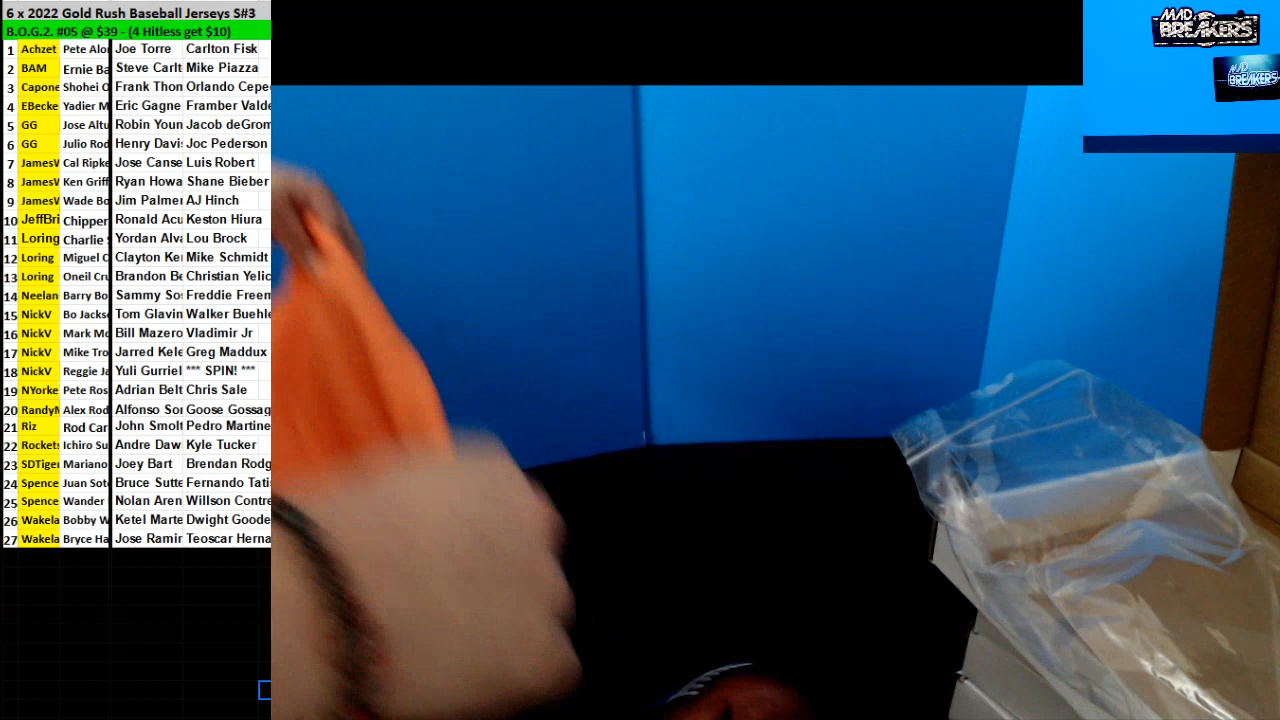 6 x 2022 Gold Rush Baseball Jerseys S#3
B.O.G.2. #05 @ $39 - (4 Hitless get $10)
1 Achzet Pete Alo Joe Torre Carlton Fisk
2 BAM Ernie Ba Steve Carlt Mike Piazza
3 Capone Shohei O Frank Thon Orlando Cepe
4 EBecke Yadier M Eric Gagne Framber Valde
5 GG Jose Altu Robin Youn Jacob deGrom
6 GG Julio Rod Henry Davis Joc Pederson
7 JamesW Cal Ripke Jose Canse Luis Robert
8 JamesW Ken Griff Ryan Howa Shane Bieber
9 JamesW Wade Bo Jim Palmer AJ Hinch
10 JeffBri Chipper Ronald Acu Keston Hiura
11 Loring Charlie Yordan Alva Lou Brock
12 Loring Miguel C Clayton Ke Mike Schmidt
13 Loring Oneil Cru Brandon Be Christian Yelic
14 Neelan Barry Bo Sammy So Freddie Freem
15 NickV Bo Jackso Tom Glavin Walker Buehle
16 NickV Mark Mc Bill Mazero Vladimir Jr
17 NickV Mike Tro Jarred Kele Greg Maddux
18 NickV Reggie Ja Yuli Gurriel *** SPIN! ***
19 NYorke Pete Ros Adrian Belt Chris Sale
20 RandyM Alex Rod Alfonso Sor Goose Gossag
21 Riz Rod Car John Smolt Pedro Martine
22 Rockets Ichiro Su Andre Daw Kyle Tucker
23 SDTiger Mariano Joey Bart Brendan Rodg
24 Spence Juan Sot Bruce Sutte Fernando Tatis
25 Spence Wander Nolan Aren Willson Contre
26 Wakela Bobby W Ketel Marte Dwight Goode
27 Wakela Bryce Ha Jose Ramir Teoscar Herna
MAD
BREAKERS
MAD
BREAKERS